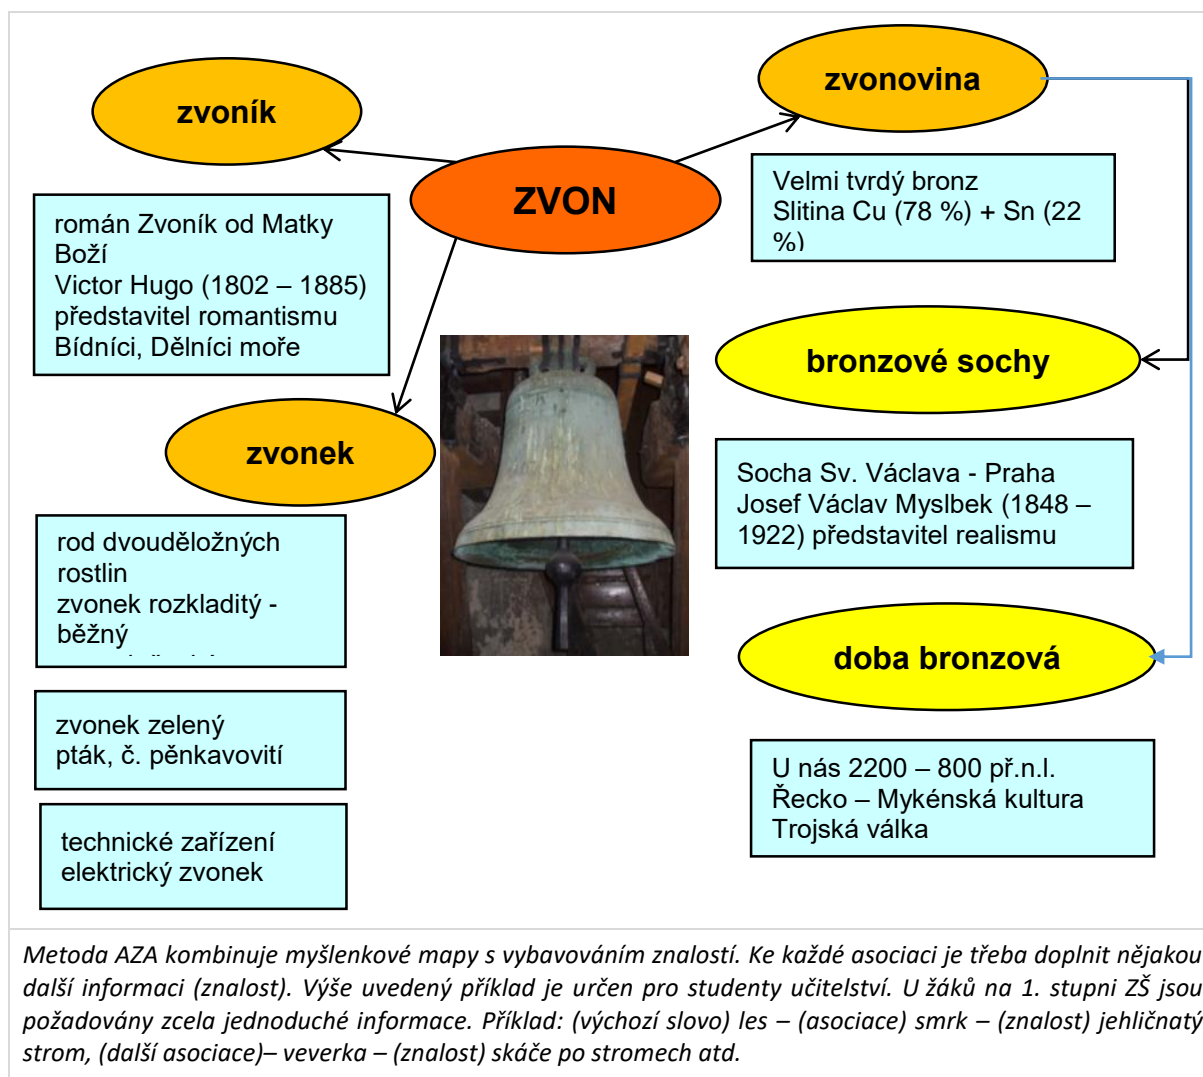 zvoník
zvonovina
ZVON
román Zvoník od Matky
Boží
Victor Hugo (1802 – 1885)
představitel romantismu
Bídníci, Dělníci moře
Velmi tvrdý bronz
Slitina Cu (78 %) + Sn (22
%)
bronzové sochy
zvonek
Socha Sv. Václava - Praha
Josef Václav Myslbek (1848 –
1922) představitel realismu
rod dvouděložných
rostlin
zvonek rozkladitý -
běžný
doba bronzová
zvonek zelený
pták, č. pěnkavovití
U nás 2200 – 800 př.n.l.
Řecko – Mykénská kultura
Trojská válka
technické zařízení
elektrický zvonek
Metoda AZA kombinuje myšlenkové mapy s vybavováním znalostí. Ke každé asociaci je třeba doplnit nějakou
další informaci (znalost). Výše uvedený příklad je určen pro studenty učitelství. U žáků na 1. stupni ZŠ jsou
požadovány zcela jednoduché informace. Příklad: (výchozí slovo) les – (asociace) smrk – (znalost) jehličnatý
strom, (další asociace)– veverka – (znalost) skáče po stromech atd.